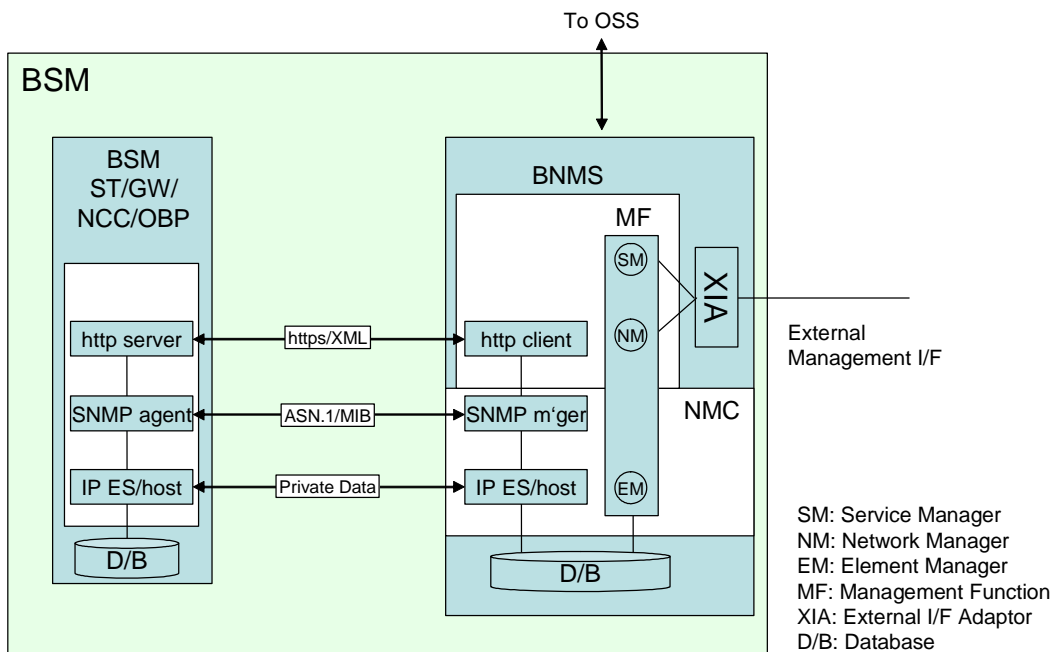 To OSS
BSM
BSM
ST/GW/
NCC/OBP
http server
SNMP agent
IP ES/host
D/B
https/XML
ASN.1/MIB
Private Data
BNMS
MF
SM
NM
EM
XIA
http client
SNMP m‘ger
IP ES/host
NMC
D/B
External
Management I/F
SM: Service Manager
NM: Network Manager
EM: Element Manager
MF: Management Function
XIA: External I/F Adaptor
D/B: Database